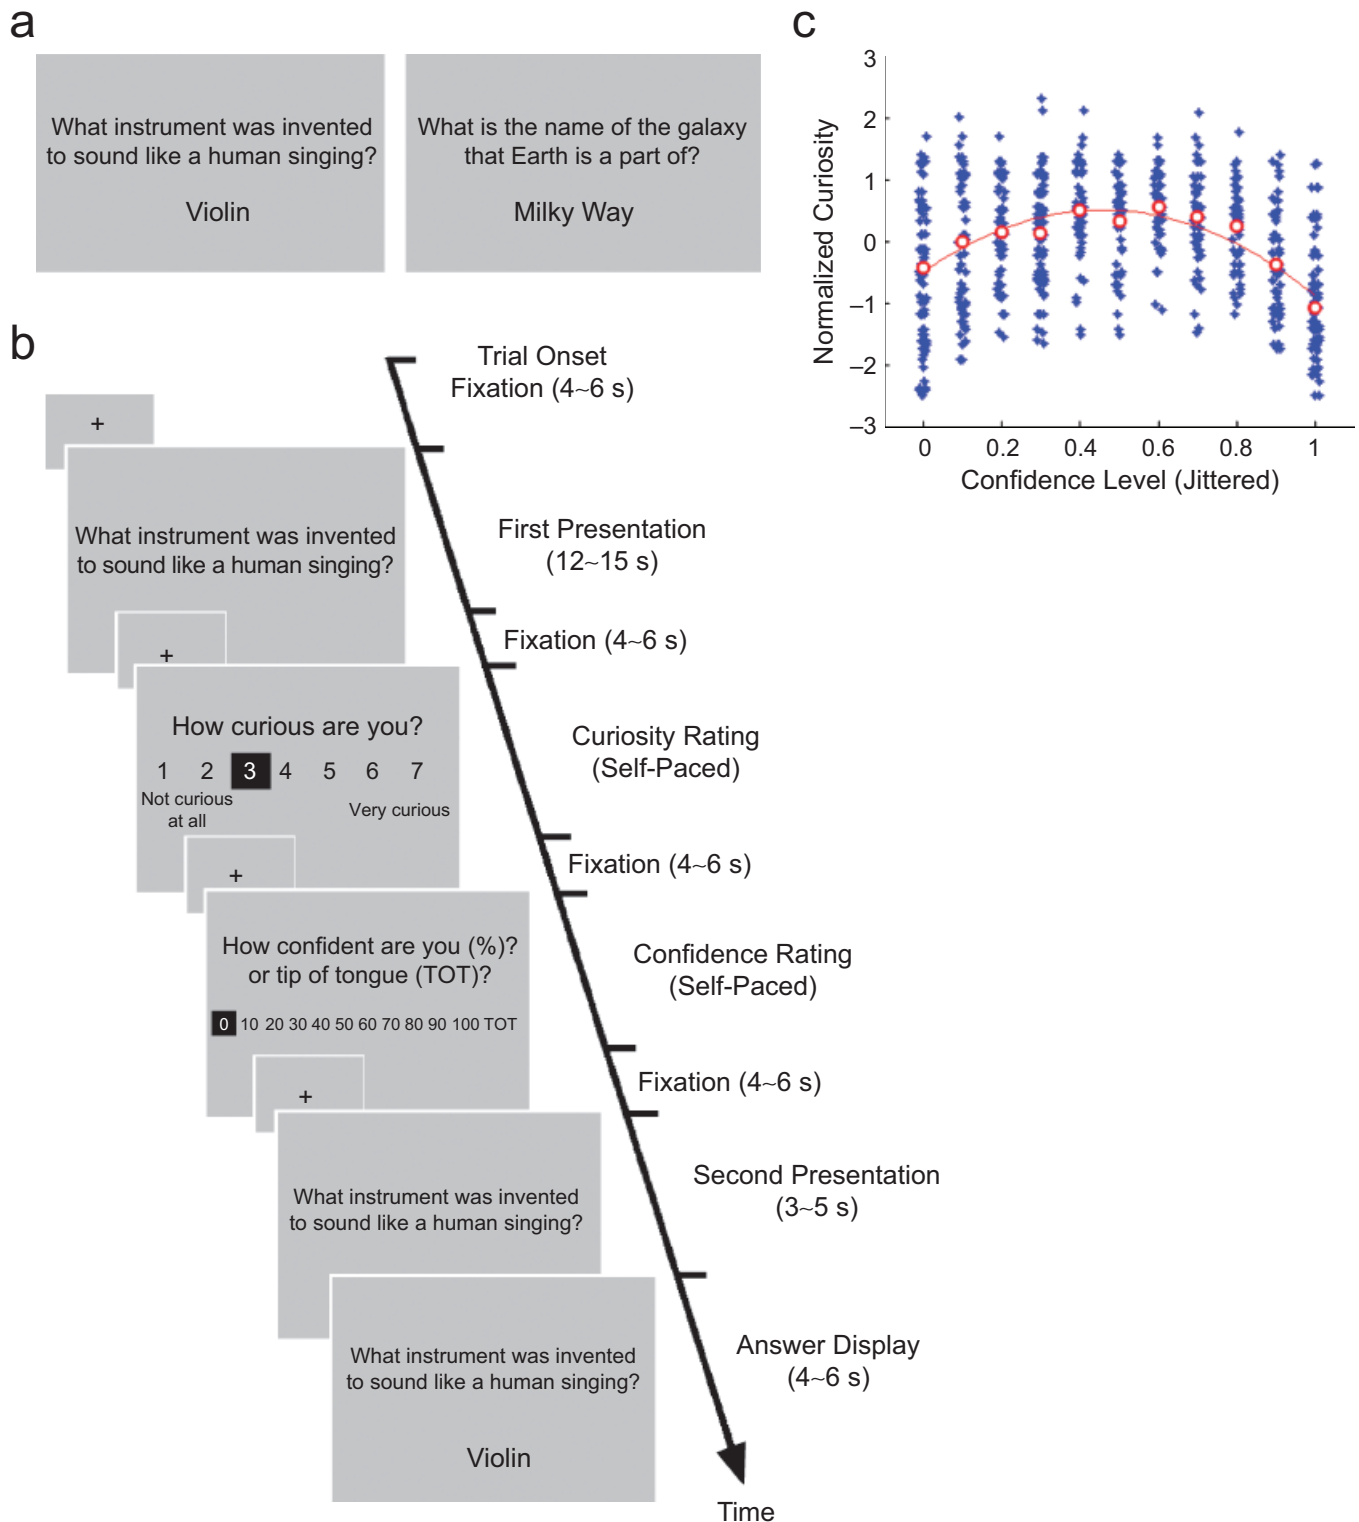 a
What instrument was invented
to sound like a human singing?
Violin
What is the name of the galaxy
that Earth is a part of?
Milky Way
b
+
What instrument was invented
to sound like a human singing?
+
How curious are you?
1 2 3 4 5 6 7
Not curious
at all
Very curious
+
How confident are you (%)?
or tip of tongue (TOT)?
0 10 20 30 40 50 60 70 80 90 100 TOT
+
What instrument was invented
to sound like a human singing?
What instrument was invented
to sound like a human singing?
Violin
Trial Onset
Fixation (4~6 s)
First Presentation
(12~15 s)
Fixation (4~6 s)
Curiosity Rating
(Self-Paced)
Fixation (4~6 s)
Confidence Rating
(Self-Paced)
Fixation (4~6 s)
Second Presentation
(3~5 s)
Answer Display
(4~6 s)
Time
c
Normalized Curiosity
3
2
1
0
–1
–2
–3
0 0.2 0.4 0.6 0.8 1
Confidence Level (Jittered)